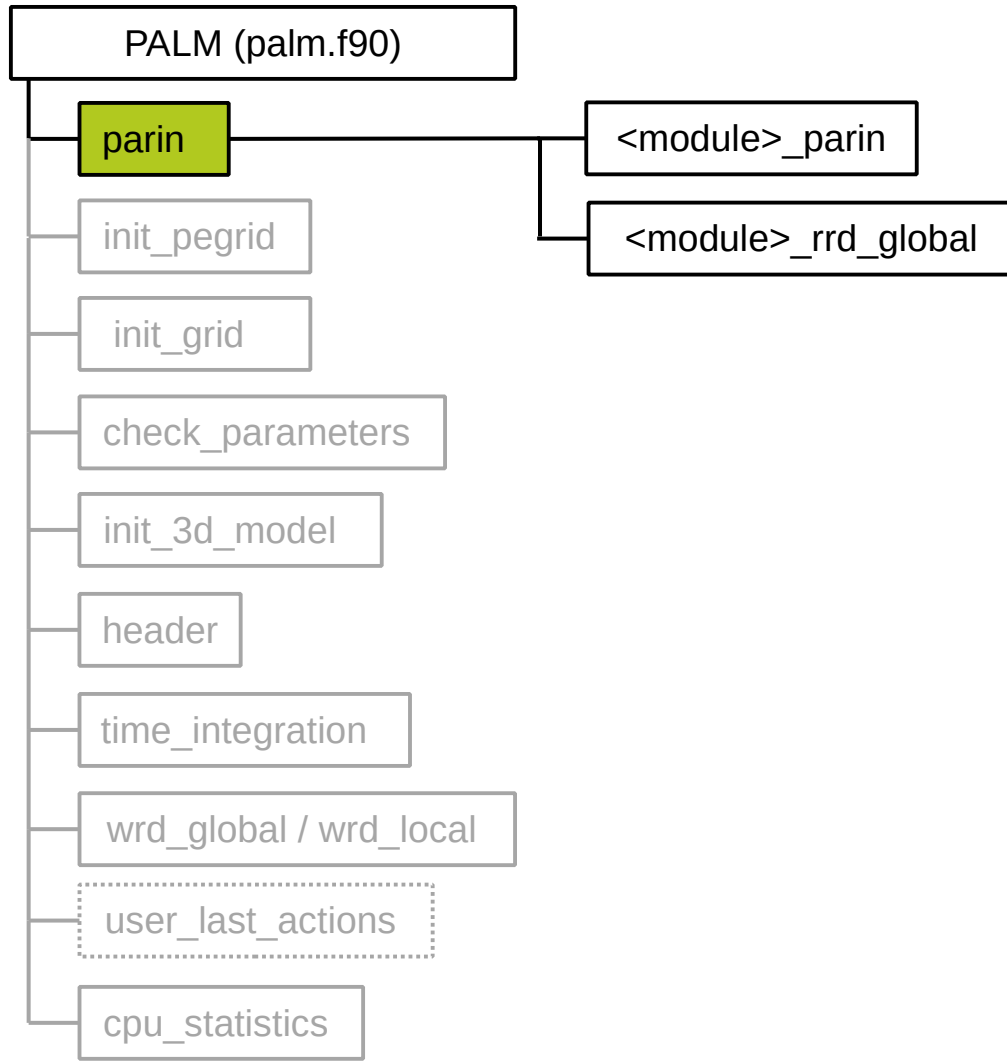 PALM (palm.f90)
parin
<module>_parin
<module>_rrd_global
init_pegrid
init_grid
check_parameters
init_3d_model
header
time_integration
wrd_global / wrd_local
user_last_actions
cpu_statistics